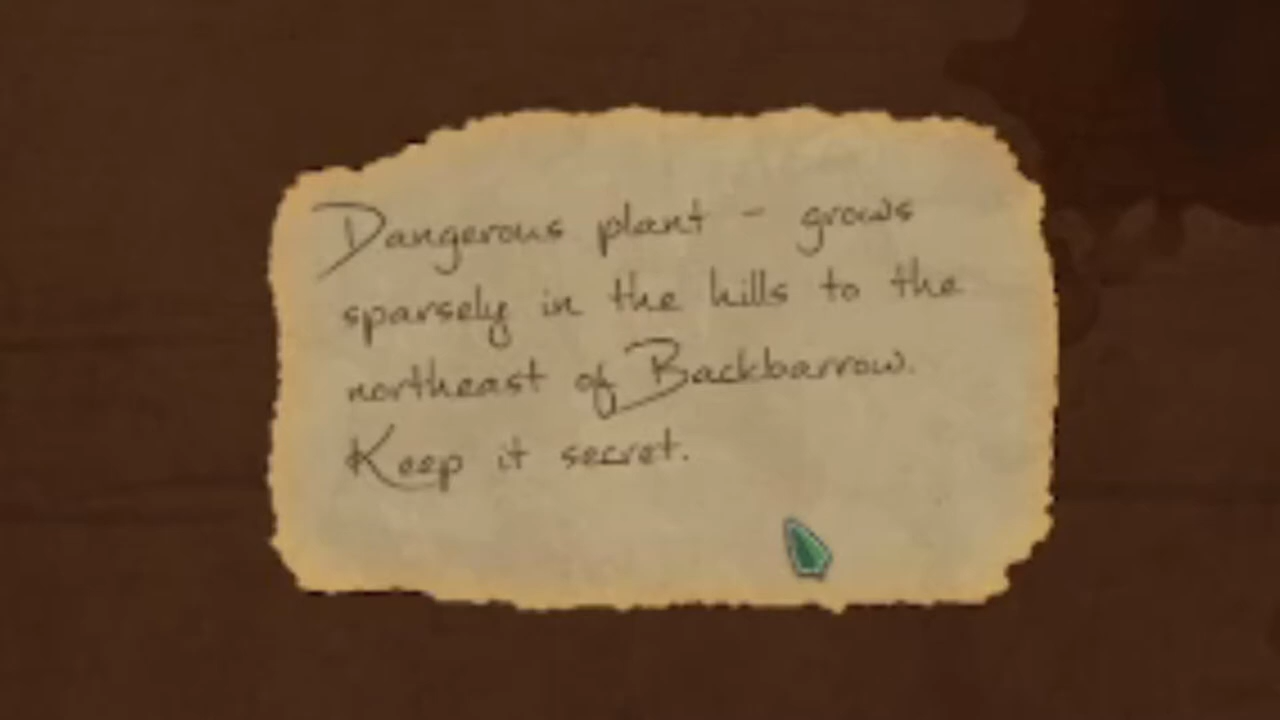 Dangerous plant - grows
sparsely in the hills to the
northeast of Backbarrow.
Keep it secret.